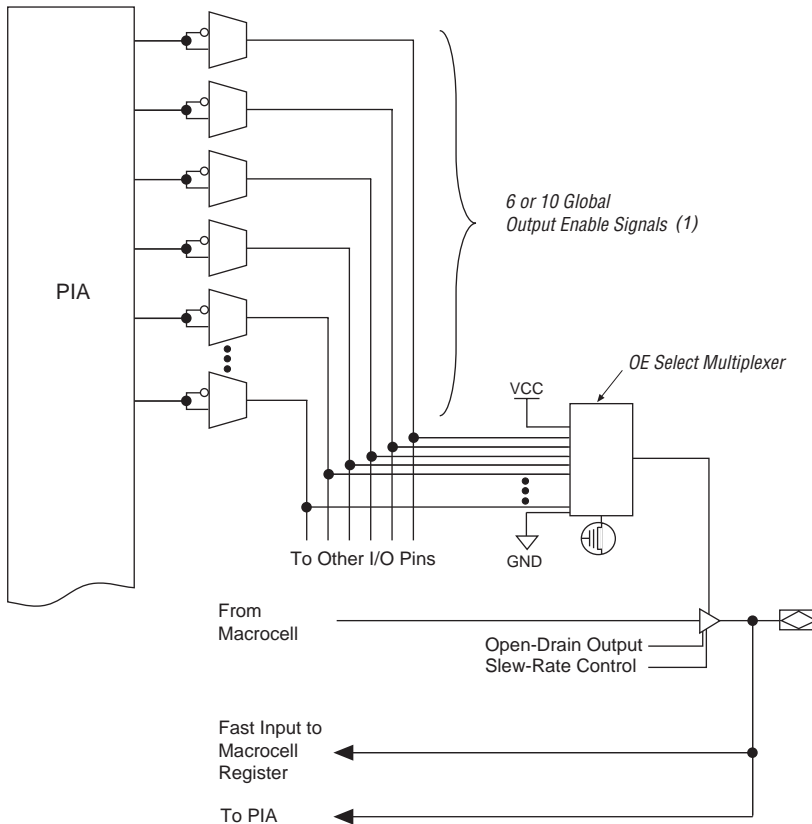 PIA
6 or 10 Global
Output Enable Signals (1)
OE Select Multiplexer
VCC
To Other I/O Pins
GND
From
Macrocell
Open-Drain Output
Slew-Rate Control
Fast Input to
Macrocell
Register
To PIA